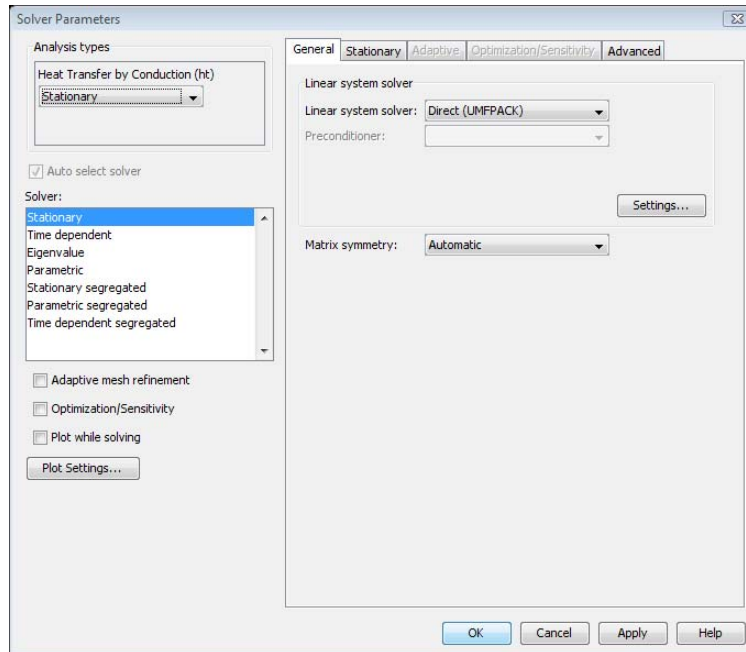 Solver Parameters
Analysis types
Heat Transfer by Conduction (ht)
Stationary
Auto select solver
Solver:
Stationary
Time dependent
Eigenvalue
Parametric
Stationary segregated
Parametric segregated
Time dependent segregated
Adaptive mesh refinement
Optimization/Sensitivity
Plot while solving
Plot Settings...
General Stationary Adaptive Optimization/Sensitivity Advanced
Linear system solver
Linear system solver: Direct (UMFPACK)
Preconditioner:
Settings...
Matrix symmetry: Automatic
OK Cancel Apply Help